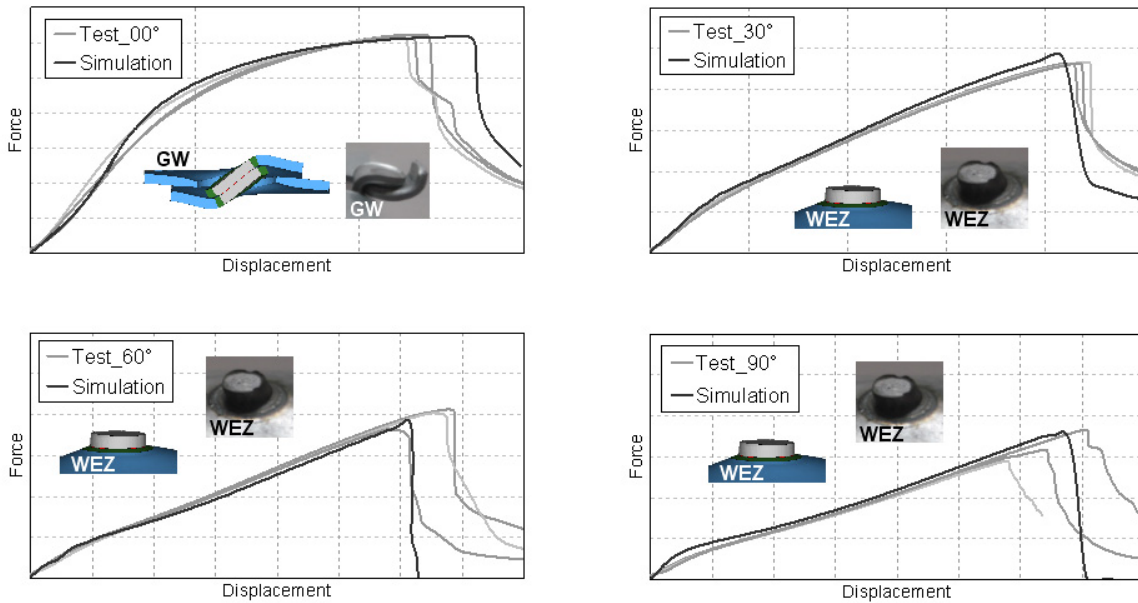 Test_00°
Simulation
Force
GW
GW
Displacement
Test_30°
Simulation
Force
WEZ
WEZ
Displacement
Test_60°
Simulation
Force
WEZ
WEZ
Displacement
Test_90°
Simulation
Force
WEZ
WEZ
Displacement